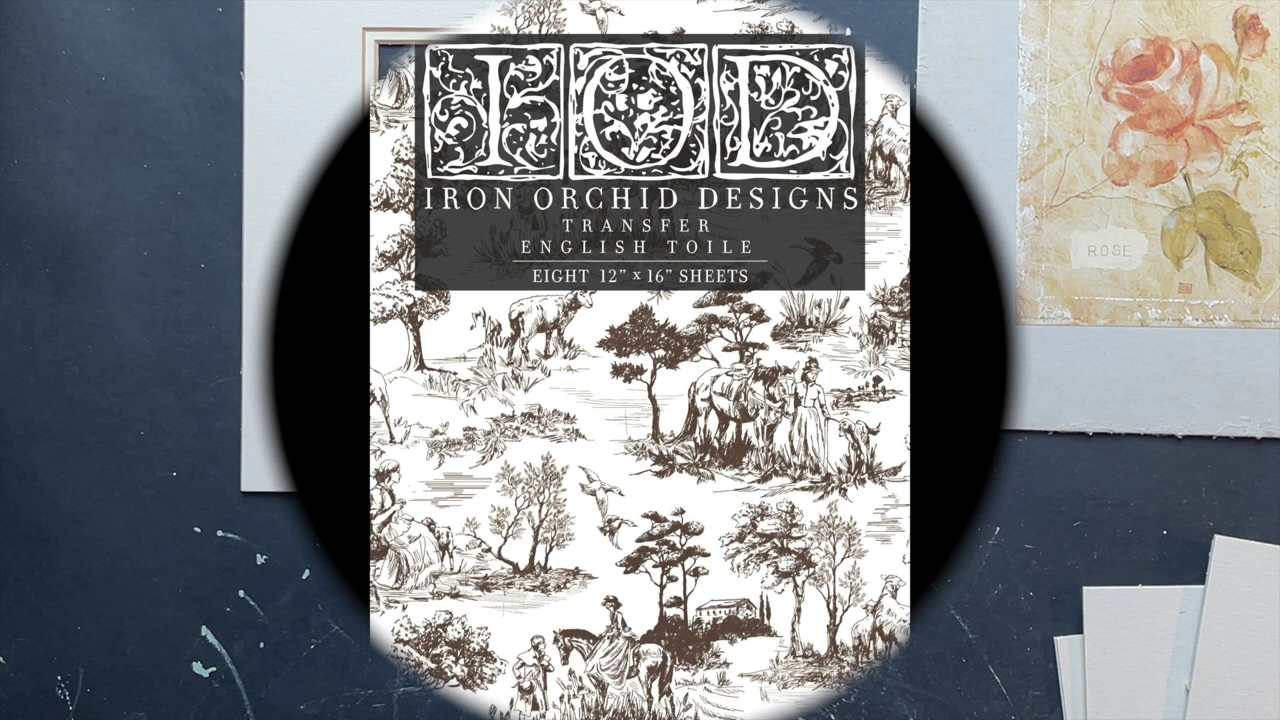 IOD
IRON ORCHID DESIGNS
TRANSFER
ENGLISH TOILE
EIGHT 12" x 16" SHEETS
ROSE